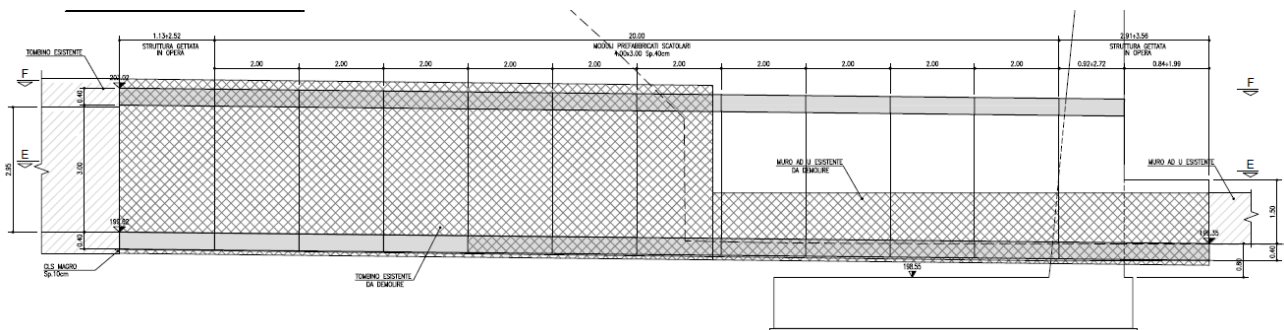 1.13÷2.52
20.00
2.91÷3.56
STRUTTURA GETTATA
IN OPERA
MODULI PREFABBRICATI SCATOLARI
4.00x3.00 Sp.40cm
STRUTTURA GETTATA
IN OPERA
TOMBINO ESISTENTE
2.00
2.00
2.00
2.00
2.00
2.00
2.00
2.00
2.00
2.00
0.92÷2.72
0.84÷1.99
F
F
0.40
E
E
2.95
3.00
MURO AD U ESISTENTE
DA DEMOLIRE
MURO AD U ESISTENTE
1.50
0.40
CLS MAGRO
Sp.10cm
TOMBINO ESISTENTE
DA DEMOLIRE
198.55
0.80
0.40